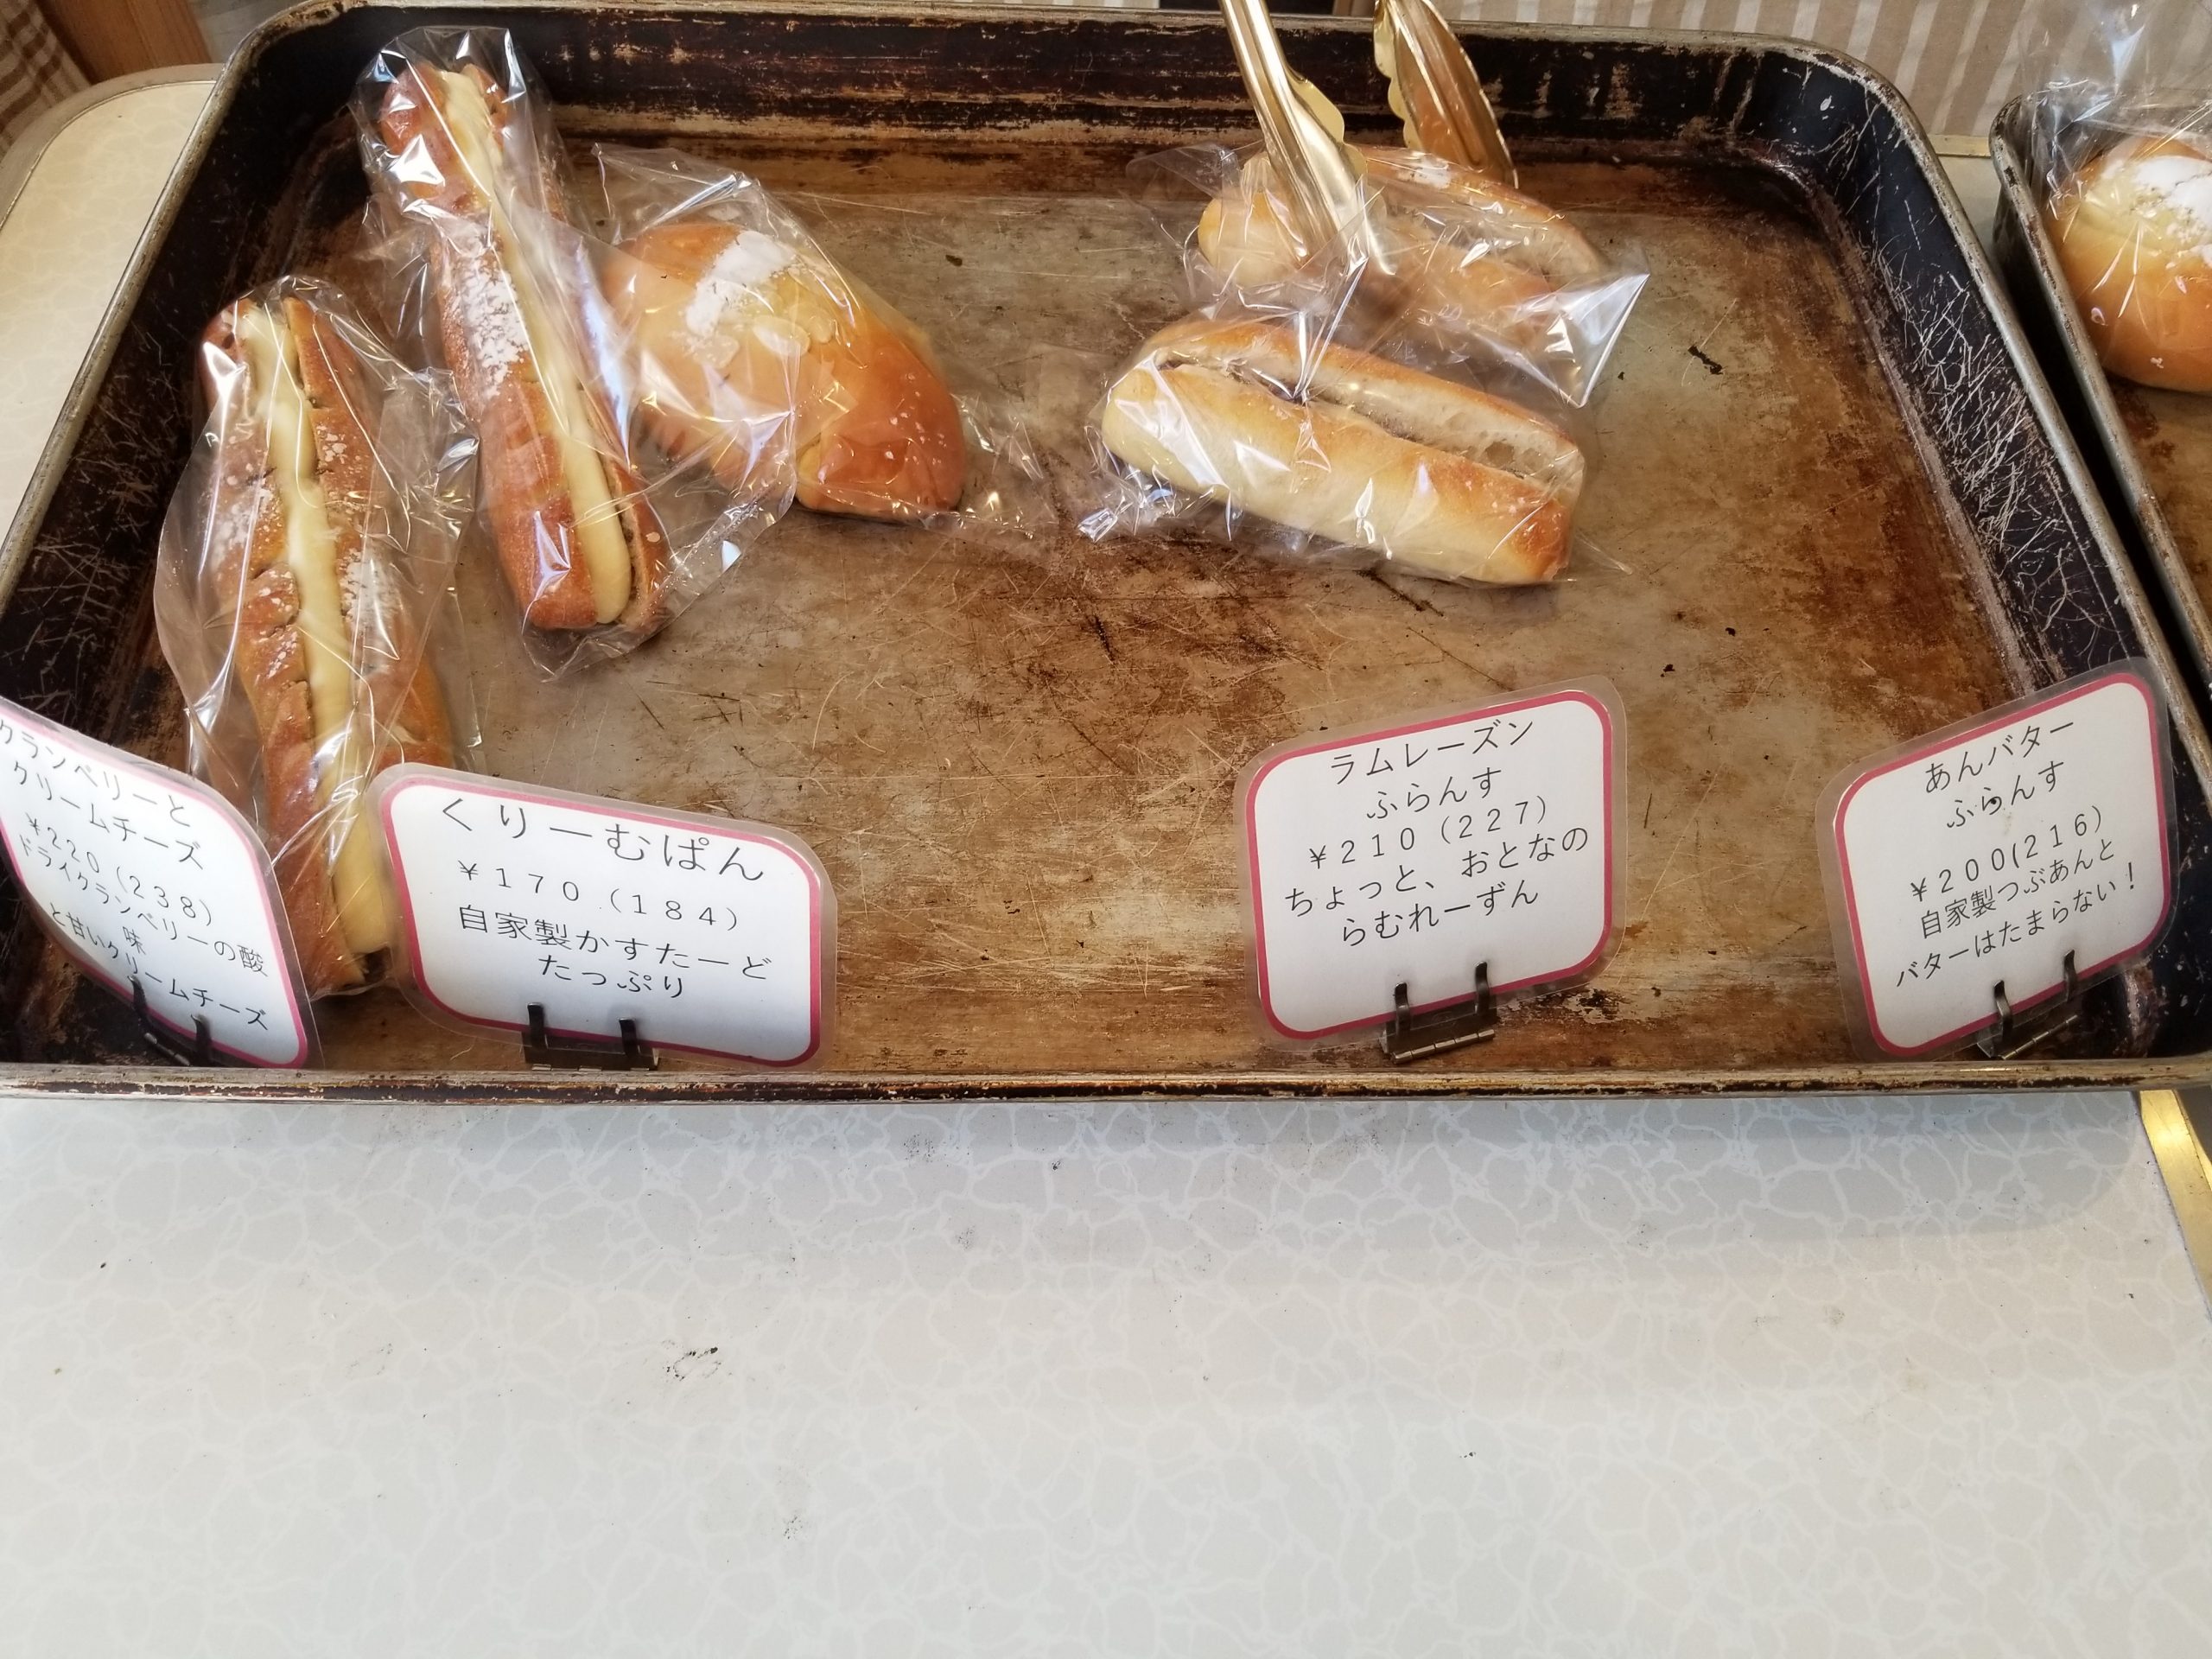 クランベリーと
クリームチーズ
￥２２０（２３８）
ドライクランベリーの酸
味
と甘いクリームチーズ
くりーむぱん
￥１７０（１８４）
自家製かすたーど
たっぷり
ラムレーズン
ふらんす
￥２１０（２２７）
ちょっと、おとなの
らむれーずん
あんバター
ふらんす
￥２００(２１６)
自家製つぶあんと
バターはたまらない！